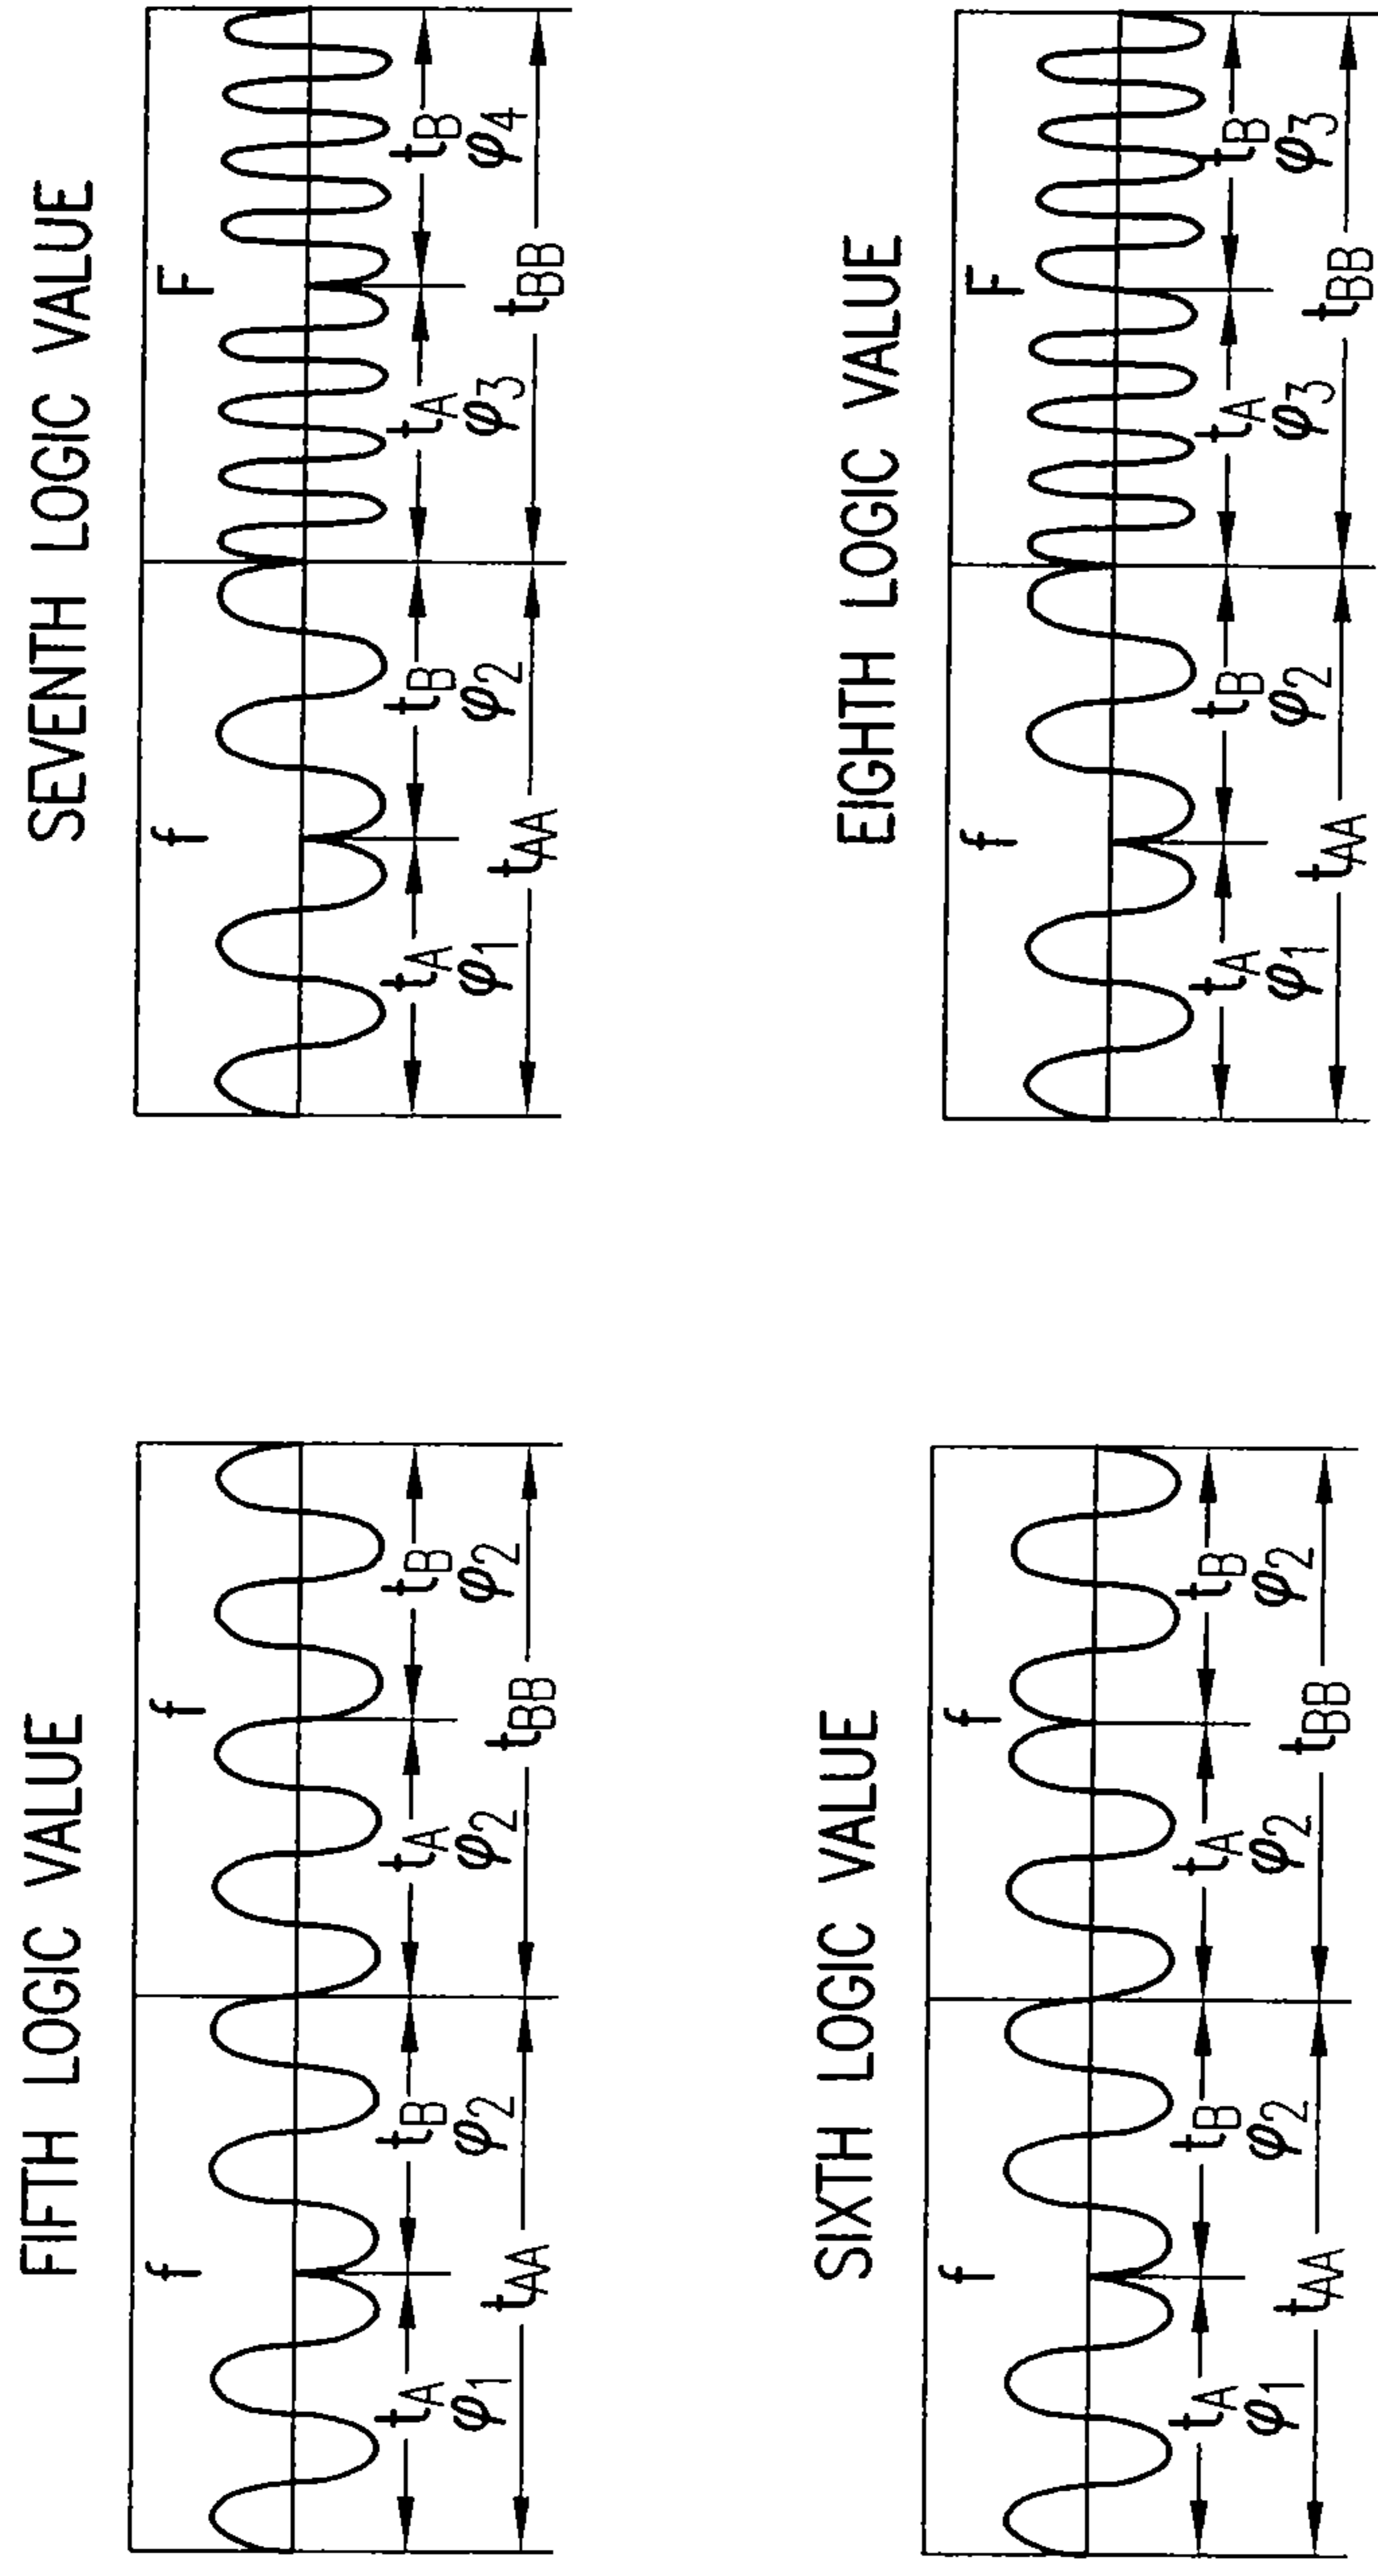 FIFTH LOGIC VALUE
f f
tA tB tA tB
φ1 φ2 φ2 φ2
tAA tBB
SEVENTH LOGIC VALUE
f F
tA tB tA tB
φ1 φ2 φ3 φ4
tAA tBB
SIXTH LOGIC VALUE
f f
tA tB tA tB
φ1 φ2 φ2 φ2
tAA tBB
EIGHTH LOGIC VALUE
f F
tA tB tA tB
φ1 φ2 φ3 φ3
tAA tBB